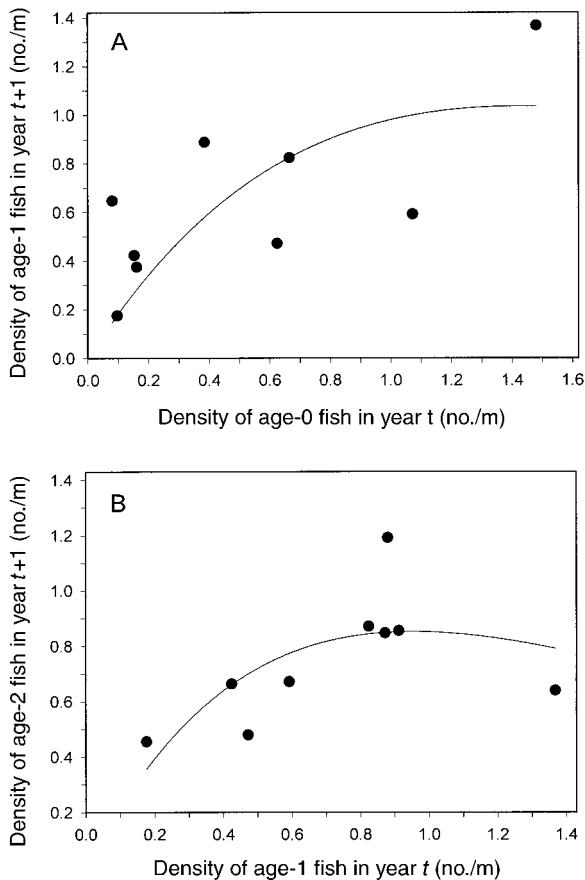 A
1.4
1.2
1.0
0.8
0.6
0.4
0.2
0.0
Density of age-1 fish in year t+1 (no./m)
0.0 0.2 0.4 0.6 0.8 1.0 1.2 1.4 1.6
Density of age-0 fish in year t (no./m)
B
1.4
1.2
1.0
0.8
0.6
0.4
0.2
Density of age-2 fish in year t+1 (no./m)
0.0 0.2 0.4 0.6 0.8 1.0 1.2 1.4
Density of age-1 fish in year t (no./m)